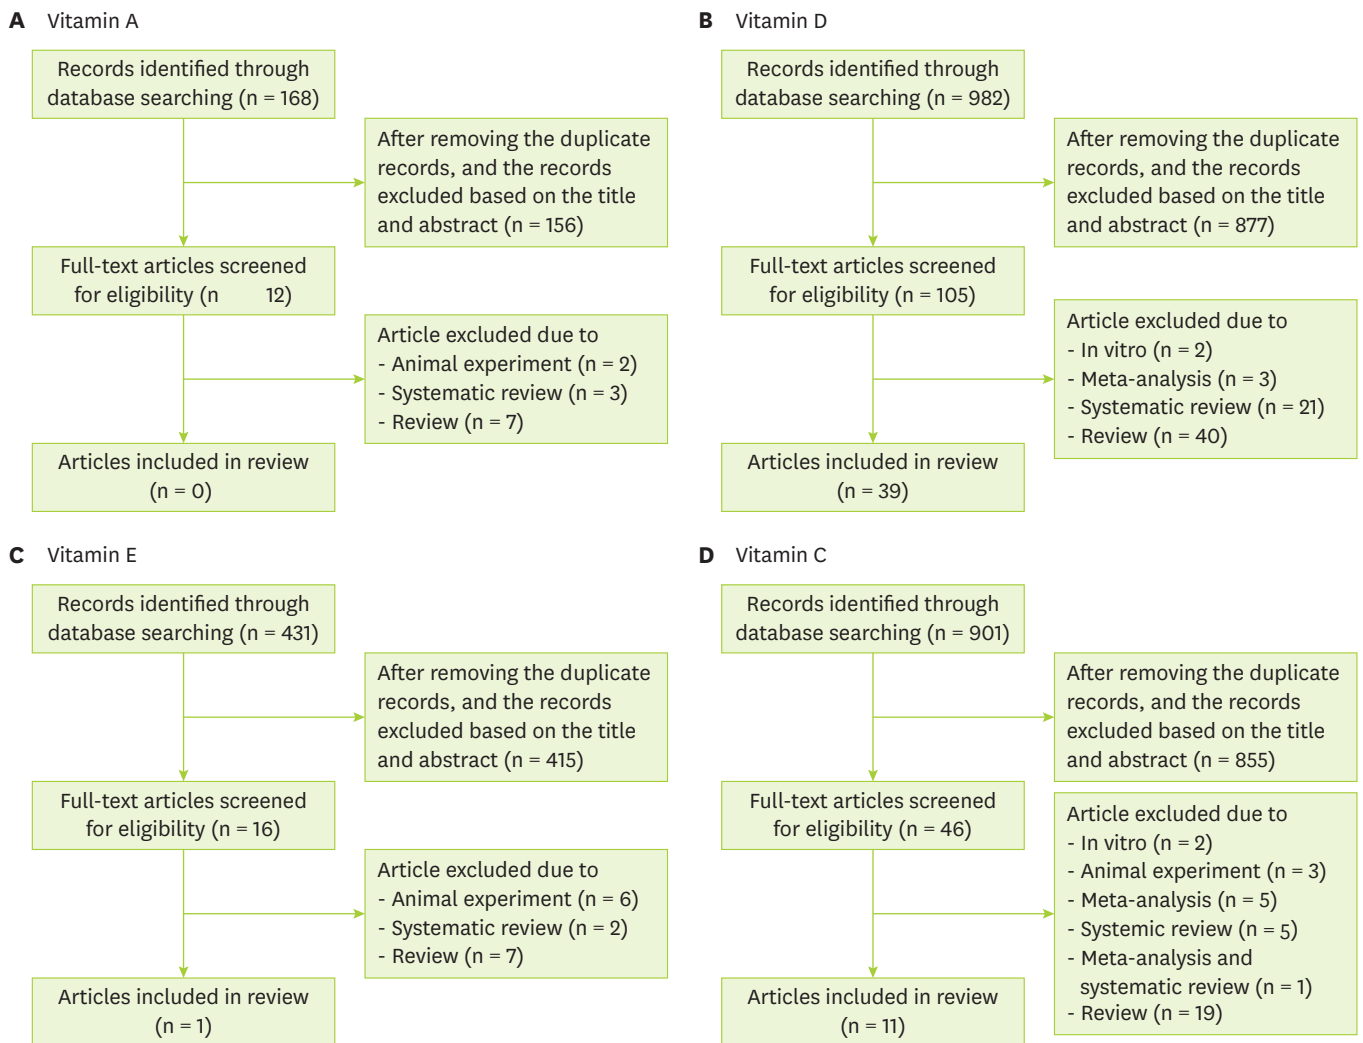 A Vitamin A
Records identified through
database searching (n = 168)
After removing the duplicate
records, and the records
excluded based on the title
and abstract (n = 156)
Full-text articles screened
for eligibility (n 12)
Article excluded due to
- Animal experiment (n = 2)
- Systematic review (n = 3)
- Review (n = 7)
Articles included in review
(n = 0)
B Vitamin D
Records identified through
database searching (n = 982)
After removing the duplicate
records, and the records
excluded based on the title
and abstract (n = 877)
Full-text articles screened
for eligibility (n = 105)
Article excluded due to
- In vitro (n = 2)
- Meta-analysis (n = 3)
- Systematic review (n = 21)
- Review (n = 40)
Articles included in review
(n = 39)
C Vitamin E
Records identified through
database searching (n = 431)
After removing the duplicate
records, and the records
excluded based on the title
and abstract (n = 415)
Full-text articles screened
for eligibility (n = 16)
Article excluded due to
- Animal experiment (n = 6)
- Systematic review (n = 2)
- Review (n = 7)
Articles included in review
(n = 1)
D Vitamin C
Records identified through
database searching (n = 901)
After removing the duplicate
records, and the records
excluded based on the title
and abstract (n = 855)
Full-text articles screened
for eligibility (n = 46)
Article excluded due to
- In vitro (n = 2)
- Animal experiment (n = 3)
- Meta-analysis (n = 5)
- Systemic review (n = 5)
- Meta-analysis and
systematic review (n = 1)
- Review (n = 19)
Articles included in review
(n = 11)